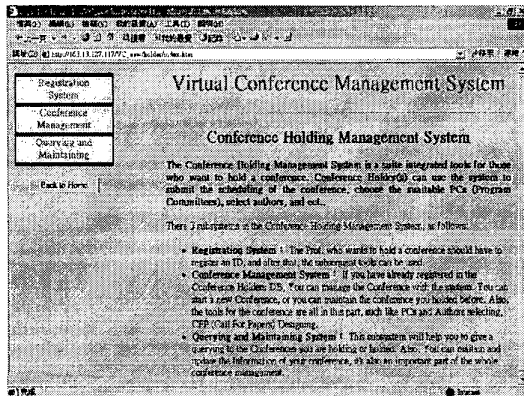 Registration
System
Conference
Management
Querying and
Maintaining
Back to Home
Virtual Conference Management System
Conference Holding Management System
The Conference Holding Management System is a suite integrated tools for those
who want to hold a conference. Conference Holder(s) can use the system to
submit the scheduling of the conference, choose the suitable PCs (Program
Committees), select authors, and ect..
There 3 subsystems in the Conference Holding Management System, as follows:
Registration System : The Prof. who wants to hold a conference should have to
register an ID, and after that, the subsequent tools can be used.
Conference Management System : If you have already registered in the
Conference Holders DB, You can manage the Conference with the system. You can
start a new Conference, or you can maintain the conference you holded before. Also,
the tools for the conference are all in this part, such like PCs and Authors selecting,
CFP (Call For Papers) Designing.
Querying and Maintaining System : This subsystem will help you to give a
querying to the Conferences you are holding or hosted. Also, You can maintain and
update the Information of your conference, it's also an important part of the whole
conference management.